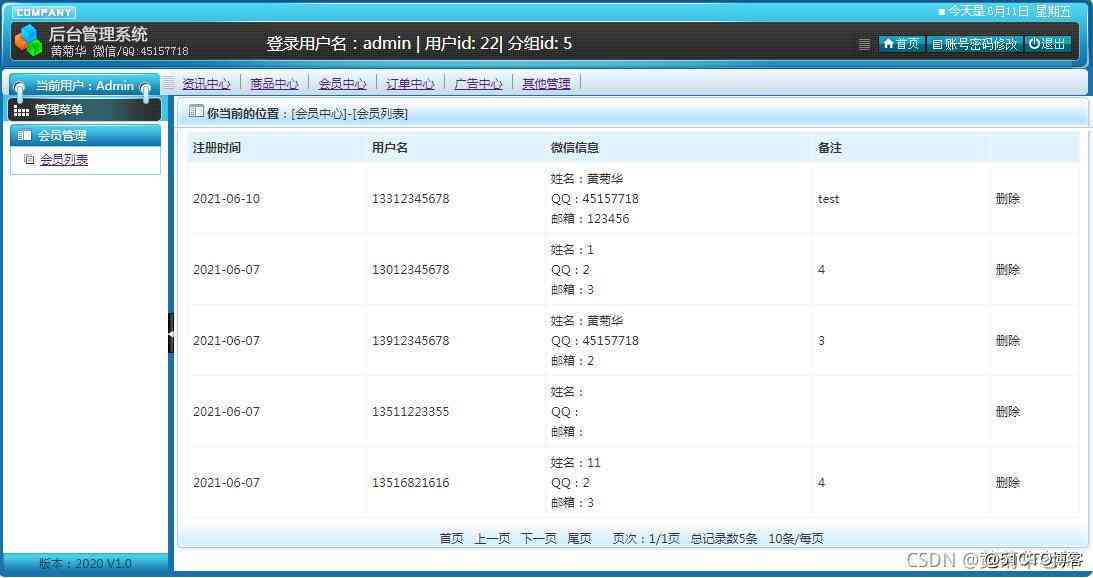 COMPANY
■ 今天是 6月11日 星期五
后台管理系统
黄菊华 微信/QQ:45157718
登录用户名：admin | 用户id: 22| 分组id: 5
首页 账号密码修改 退出
当前用户：Admin
资讯中心 商品中心 会员中心 订单中心 广告中心 其他管理
管理菜单
你当前的位置：[会员中心]-[会员列表]
会员管理
会员列表
注册时间 用户名 微信信息 备注
姓名：黄菊华
2021-06-10 13312345678 QQ：45157718 test 删除
邮箱：123456
姓名：1
2021-06-07 13012345678 QQ：2 4 删除
邮箱：3
姓名：黄菊华
2021-06-07 13912345678 QQ：45157718 3 删除
邮箱：2
姓名：
2021-06-07 13511223355 QQ： 删除
邮箱：
姓名：11
2021-06-07 13516821616 QQ：2 4 删除
邮箱：3
首页 上一页 下一页 尾页 页次：1/1页 总记录数5条 10条/每页
版本：2020 V1.0
CSDN @51CTO博客